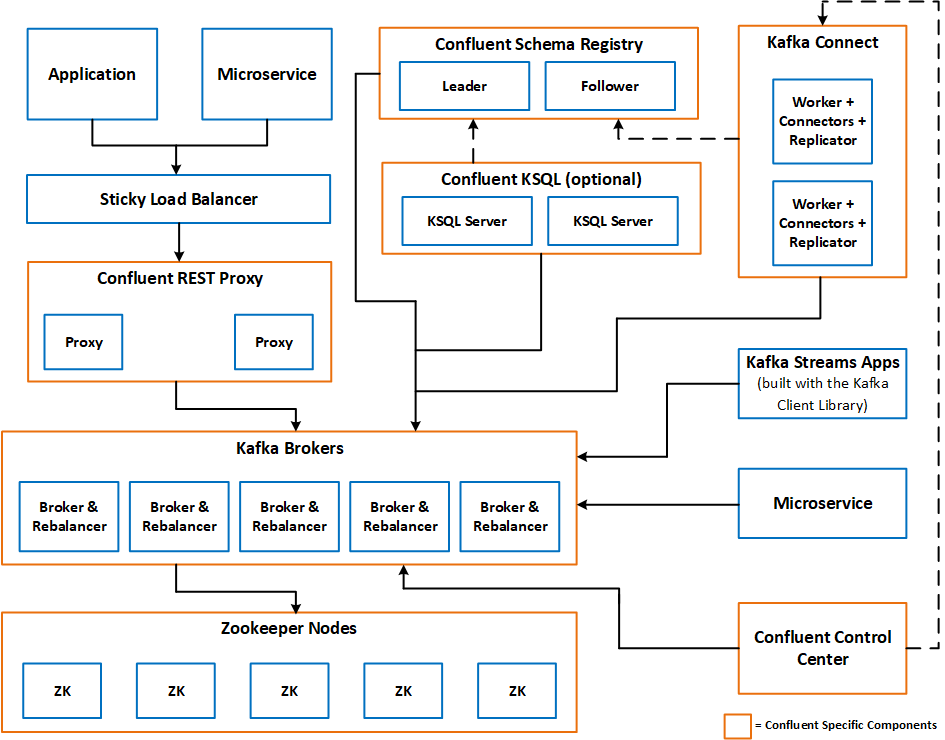 Application
Microservice
Sticky Load Balancer
Confluent REST Proxy
Proxy
Proxy
Confluent Schema Registry
Leader
Follower
Confluent KSQL (optional)
KSQL Server
KSQL Server
Kafka Connect
Worker +
Connectors +
Replicator
Worker +
Connectors +
Replicator
Kafka Streams Apps
(built with the Kafka
Client Library)
Microservice
Confluent Control
Center
Kafka Brokers
Broker &
Rebalancer
Broker &
Rebalancer
Broker &
Rebalancer
Broker &
Rebalancer
Broker &
Rebalancer
Zookeeper Nodes
ZK
ZK
ZK
ZK
ZK
= Confluent Specific Components